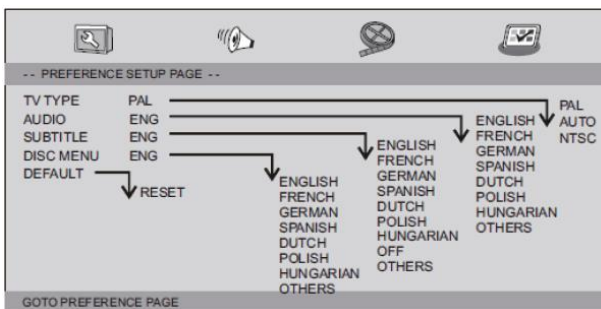 -- PREFERENCE SETUP PAGE --
TV TYPE PAL
AUDIO ENG
SUBTITLE ENG
DISC MENU ENG
DEFAULT
RESET
ENGLISH
FRENCH
GERMAN
SPANISH
DUTCH
POLISH
HUNGARIAN
OTHERS
ENGLISH
FRENCH
GERMAN
SPANISH
DUTCH
POLISH
HUNGARIAN
OFF
OTHERS
ENGLISH
FRENCH
GERMAN
SPANISH
DUTCH
POLISH
HUNGARIAN
OTHERS
PAL
AUTO
NTSC
GOTO PREFERENCE PAGE